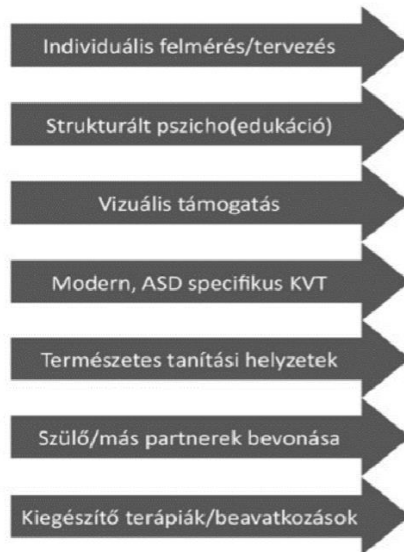 Individuális felmérés/tervezés
Strukturált pszicho(edukáció)
Vizuális támogatás
Modern, ASD specifikus KVT
Természetes tanítási helyzetek
Szülő/más partnerek bevonása
Kiegészítő terápiák/beavatkozások